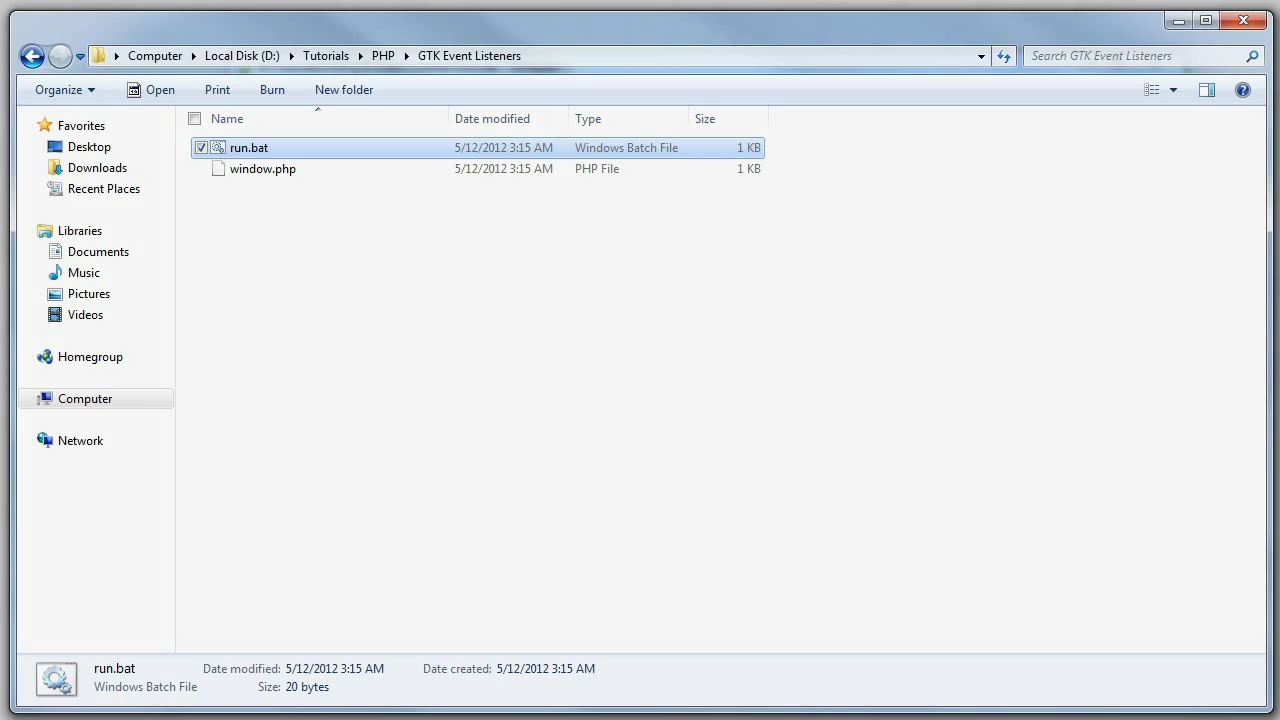 Computer Local Disk (D:) Tutorials PHP GTK Event Listeners Search GTK Event Listeners
Organize Open Print Burn New folder
Name Date modified Type Size
run.bat 5/12/2012 3:15 AM Windows Batch File 1 KB
window.php 5/12/2012 3:15 AM PHP File 1 KB
Favorites
Desktop
Downloads
Recent Places
Libraries
Documents
Music
Pictures
Videos
Homegroup
Computer
Network
run.bat Date modified: 5/12/2012 3:15 AM Date created: 5/12/2012 3:15 AM
Windows Batch File Size: 20 bytes